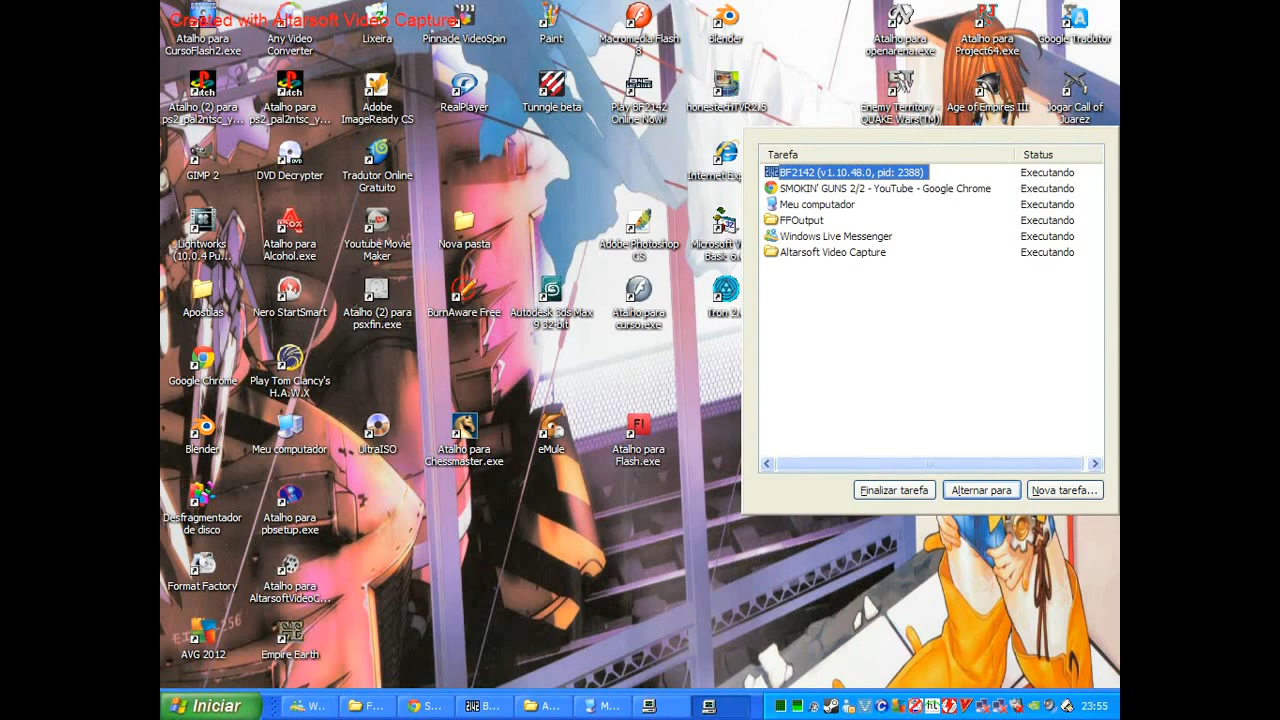 Created with Altarsoft Video Capture
Atalho para
CursoFlash2.exe
Any Video
Converter
Lixeira
Pinnacle VideoSpin
Paint
Macromedia Flash
8
Blender
Atalho para
openarena.exe
Atalho para
Project64.exe
Google Tradutor
Atalho (2) para
ps2_pal2ntsc_y...
Atalho para
ps2_pal2ntsc_y...
Adobe
ImageReady CS
RealPlayer
Tunngle beta
Play BF2142
Online Now!
honestechTVR2.5
Enemy Territory -
QUAKE Wars(TM)
Age of Empires III
Jogar Call of
Juarez
GIMP 2
DVD Decrypter
Tradutor Online
Gratuito
Internet Exp
Lightworks
(10.0.4 Pu...
Atalho para
Alcohol.exe
Youtube Movie
Maker
Nova pasta
Adobe Photoshop
CS
Microsoft V
Basic 6.
Apostilas
Nero StartSmart
Atalho (2) para
psxfin.exe
BurnAware Free
Autodesk 3ds Max
9 32-bit
Atalho para
curso.exe
Google Chrome
Play Tom Clancy's
H.A.W.X
Blender
Meu computador
UltraISO
Atalho para
Chessmaster.exe
eMule
Atalho para
Flash.exe
Desfragmentador
de disco
Atalho para
pbsetup.exe
Format Factory
Atalho para
AltarsoftVideoC...
AVG 2012
Empire Earth
Tarefa Status
BF2142 (v1.10.48.0, pid: 2388) Executando
SMOKIN' GUNS 2/2 - YouTube - Google Chrome Executando
Meu computador Executando
FFOutput Executando
Windows Live Messenger Executando
Altarsoft Video Capture Executando
Finalizar tarefa Alternar para Nova tarefa...
Iniciar W... F... S... B... A... M... 23:55